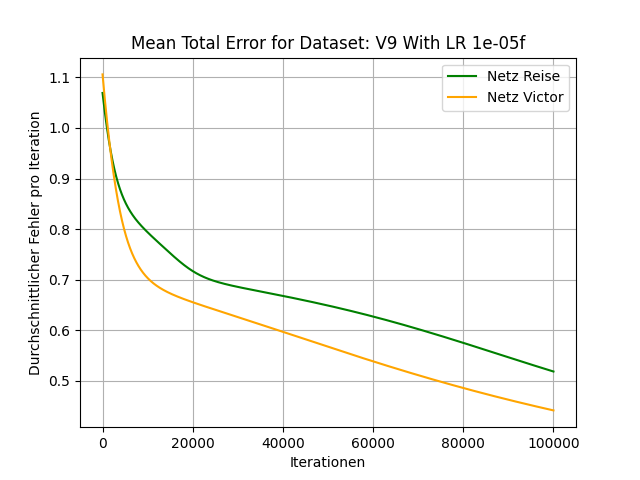 Mean Total Error for Dataset: V9 With LR 1e-05f
Netz Reise
Netz Victor
Durchschnittlicher Fehler pro Iteration
1.1
1.0
0.9
0.8
0.7
0.6
0.5
0
20000
40000
60000
80000
100000
Iterationen